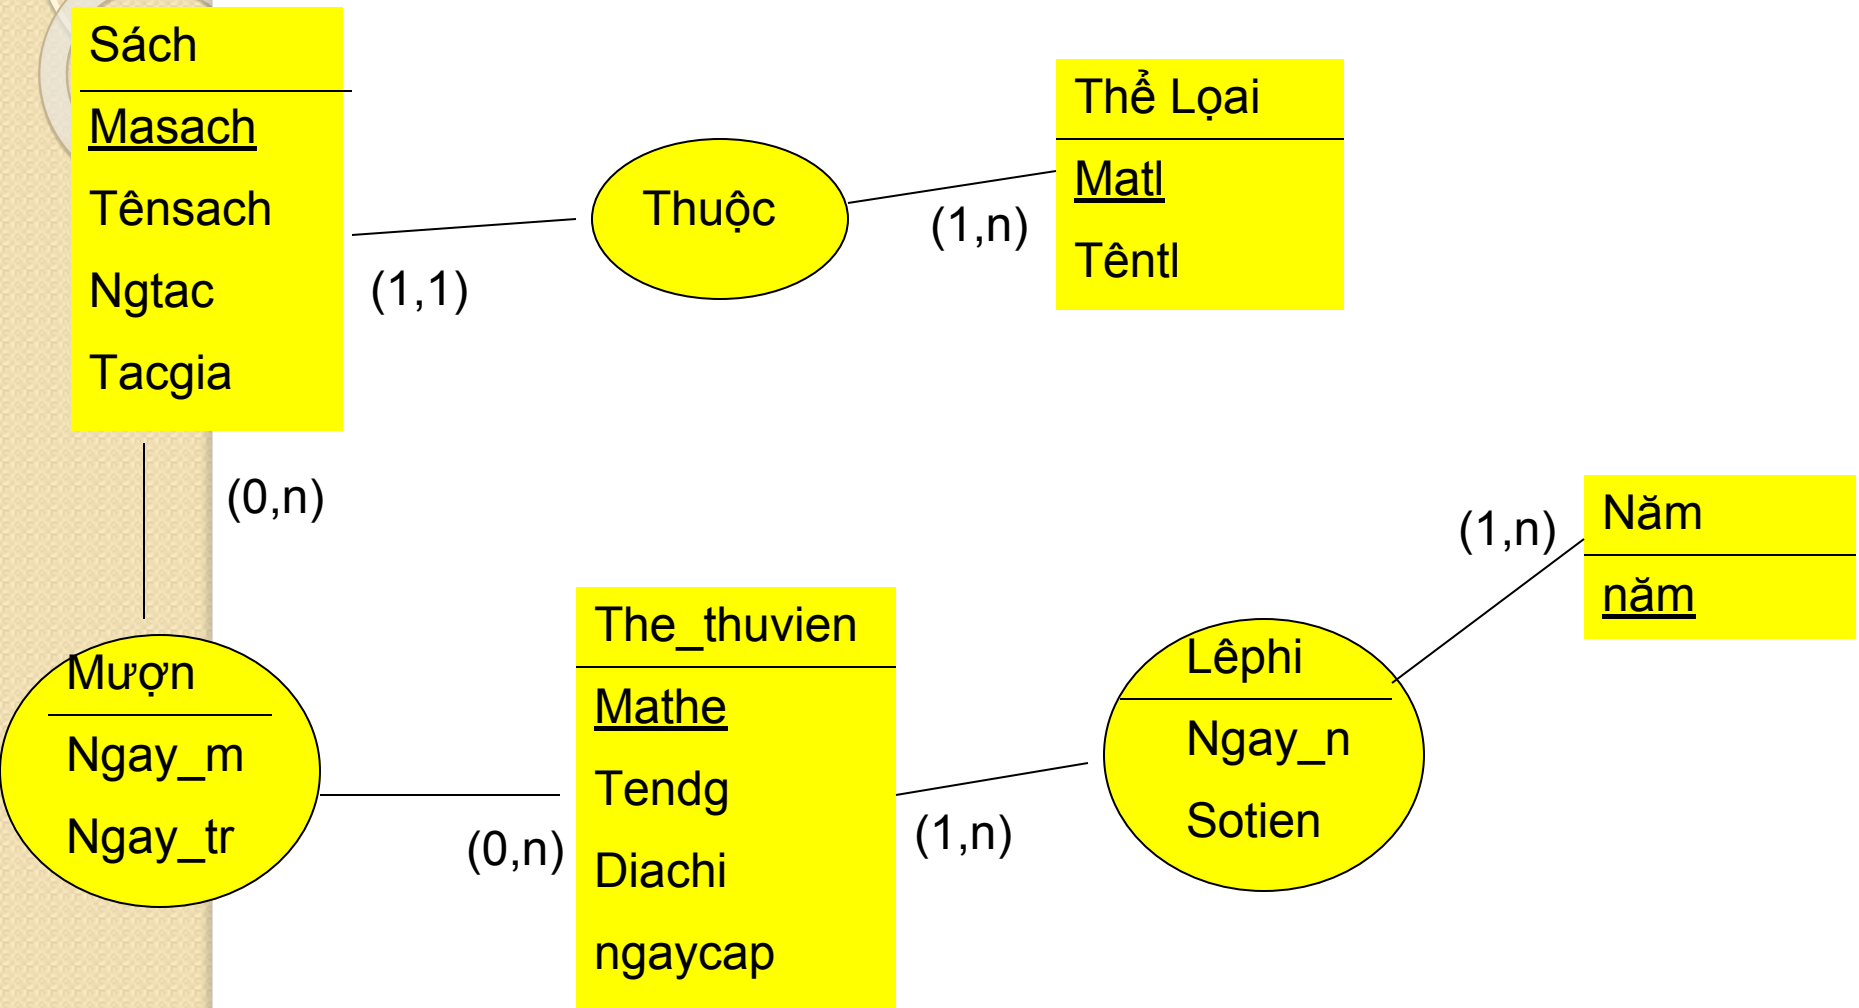 Sách
Masach
Tênsach
Ngtac
Tacgia
(1,1)
Thuộc
(1,n)
Thể Lọai
Matl
Têntl
(0,n)
Mượn
Ngay_m
Ngay_tr
(0,n)
The_thuvien
Mathe
Tendg
Diachi
ngaycap
(1,n)
Lêphi
Ngay_n
Sotien
(1,n)
Năm
năm